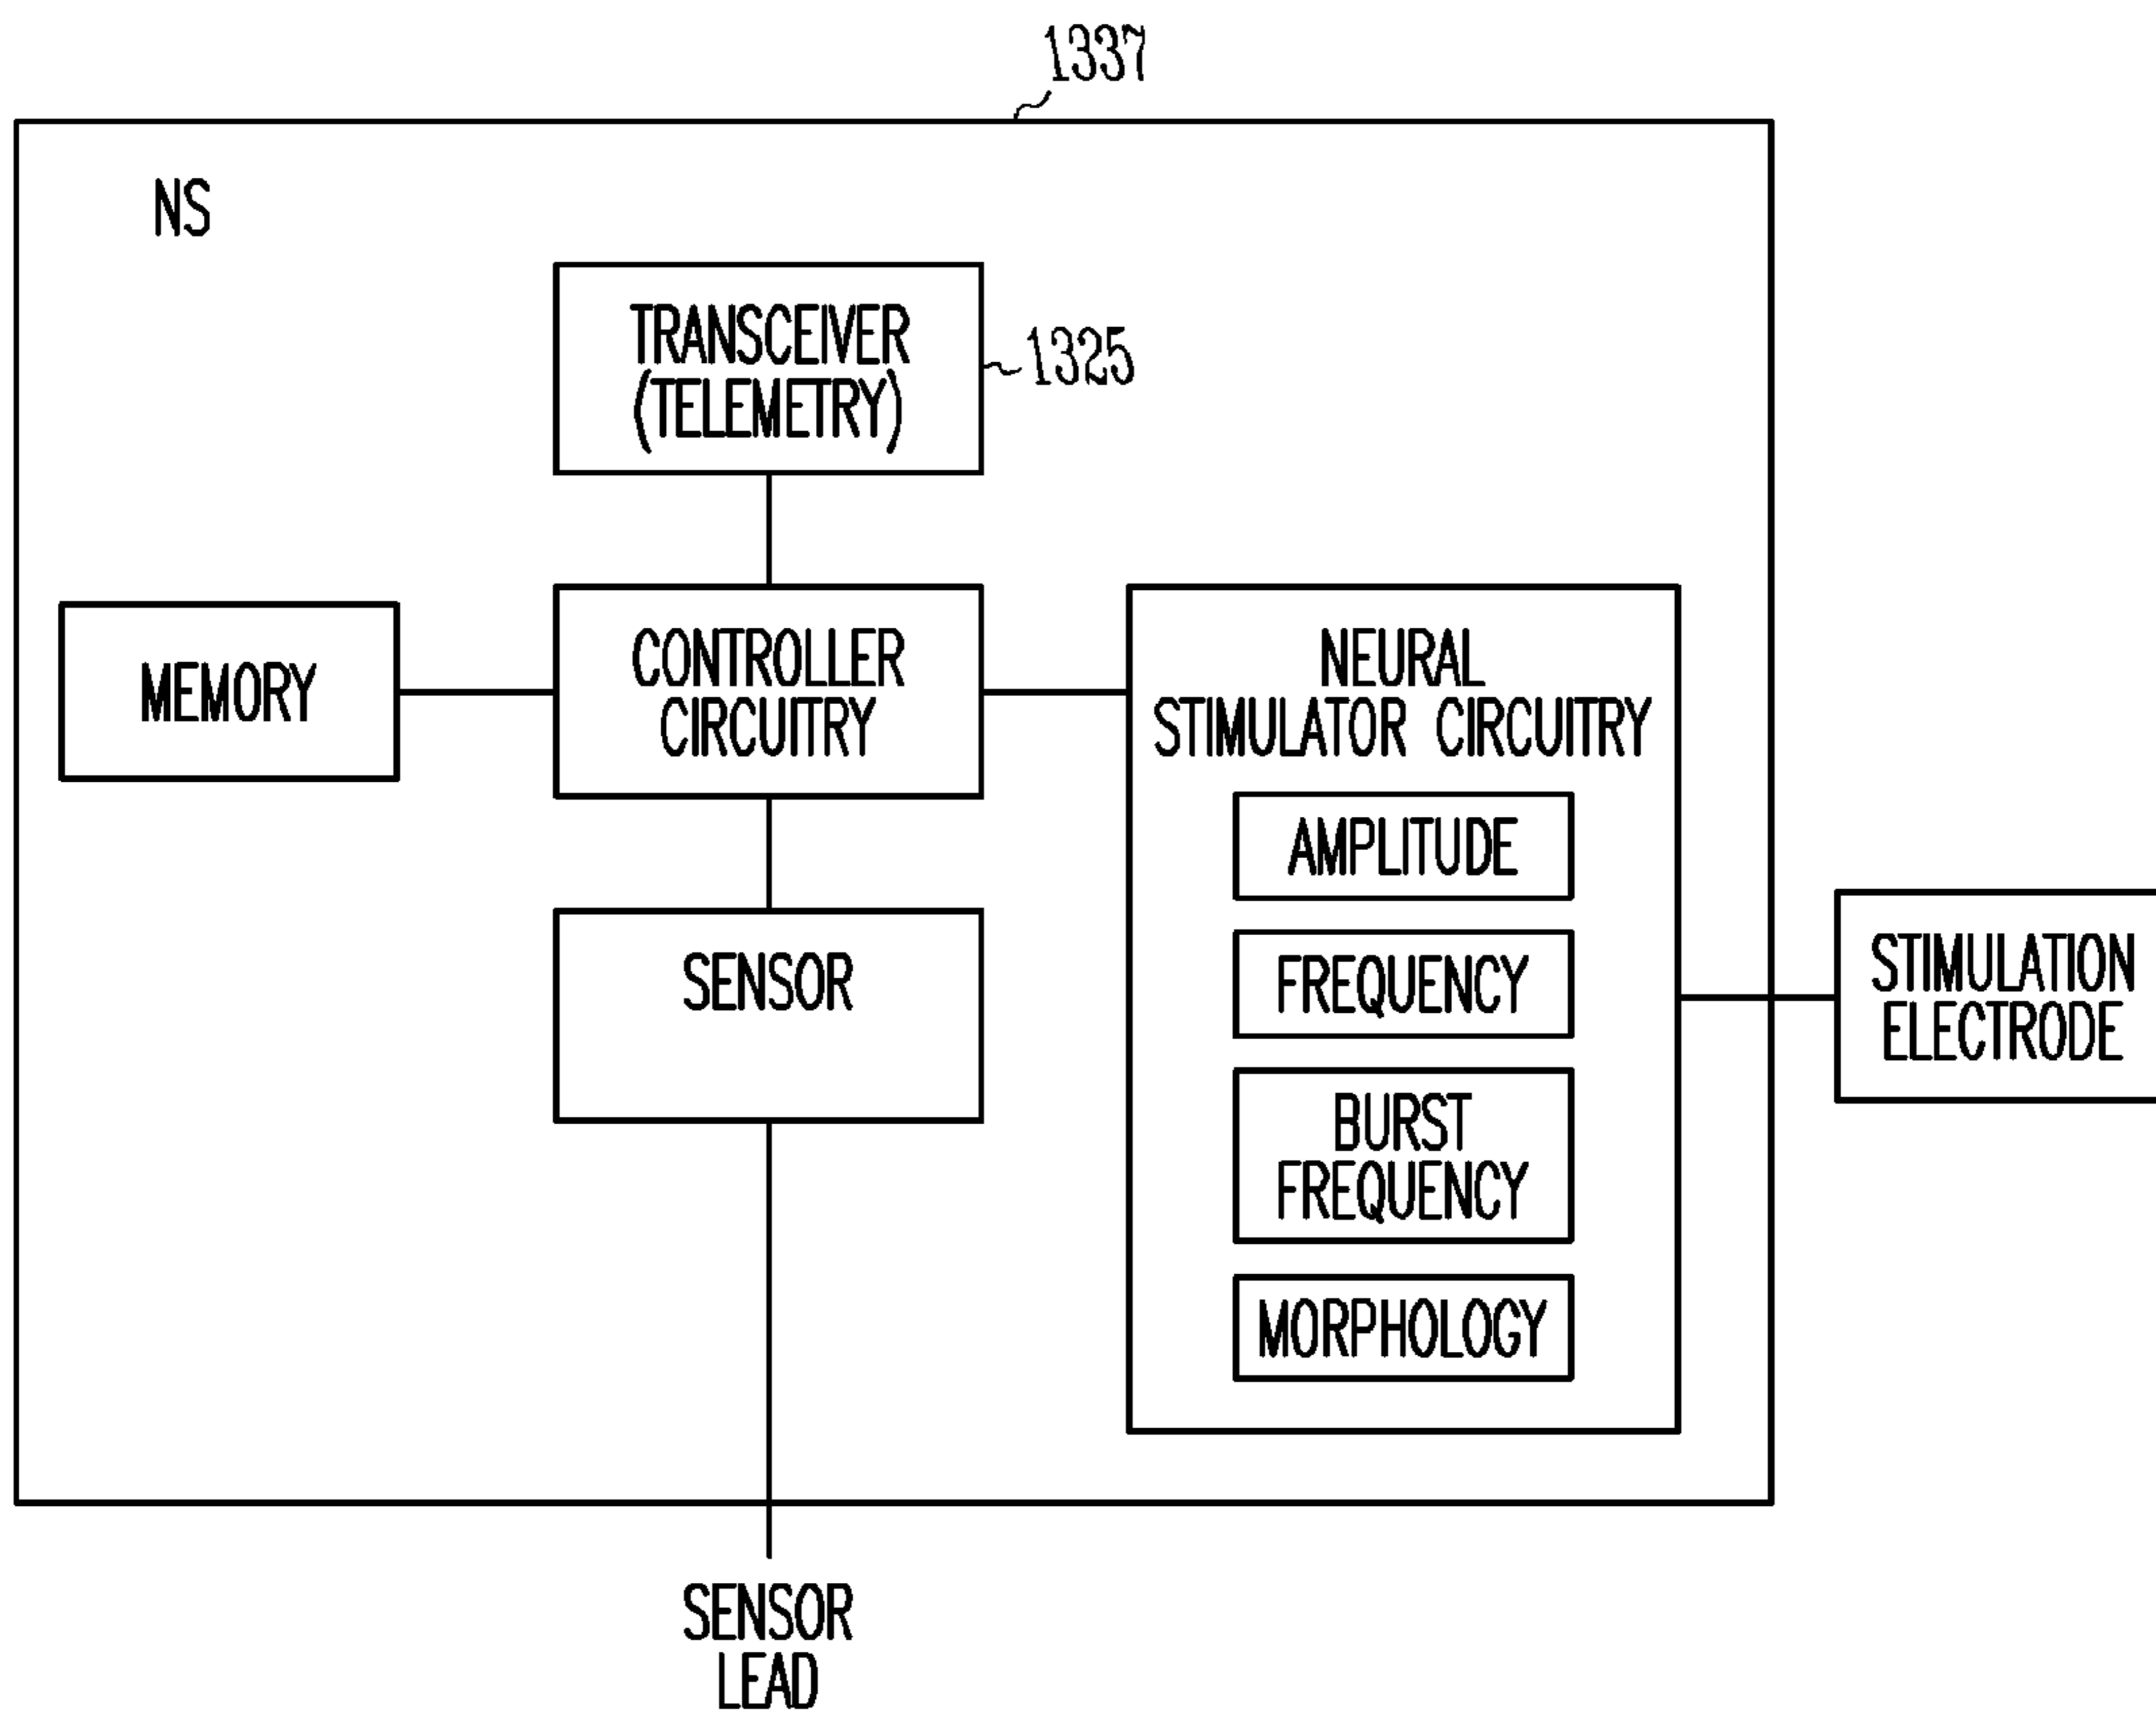 1337
NS
TRANSCEIVER
(TELEMETRY)
1325
MEMORY
CONTROLLER
CIRCUITRY
NEURAL
STIMULATOR CIRCUITRY
AMPLITUDE
FREQUENCY
BURST
FREQUENCY
MORPHOLOGY
SENSOR
STIMULATION
ELECTRODE
SENSOR
LEAD